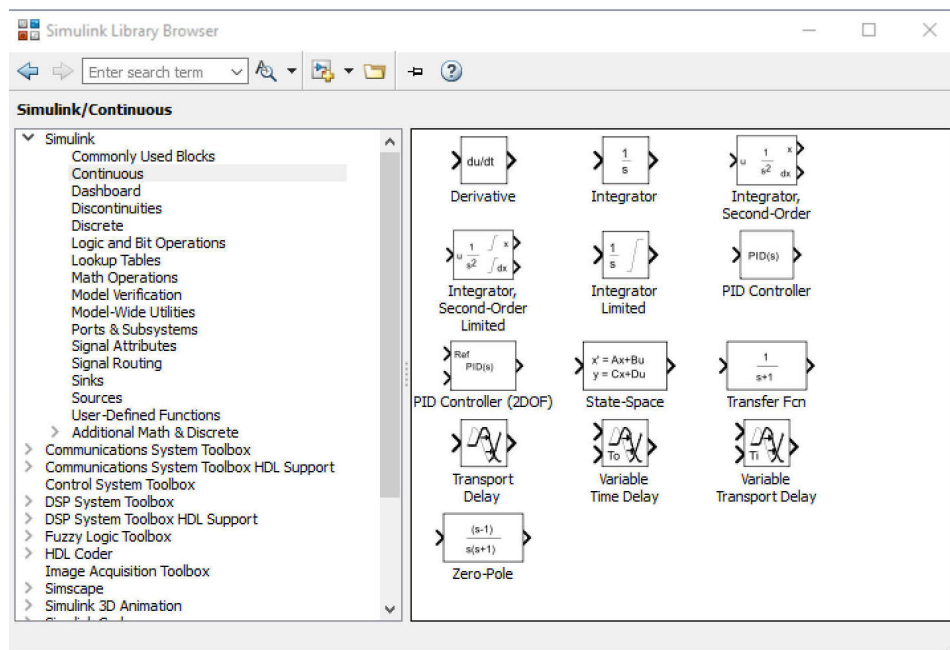 Simulink Library Browser
Enter search term
Simulink/Continuous
Simulink
Commonly Used Blocks
Continuous
Dashboard
Discontinuities
Discrete
Logic and Bit Operations
Lookup Tables
Math Operations
Model Verification
Model-Wide Utilities
Ports & Subsystems
Signal Attributes
Signal Routing
Sinks
Sources
User-Defined Functions
Additional Math & Discrete
Communications System Toolbox
Communications System Toolbox HDL Support
Control System Toolbox
DSP System Toolbox
DSP System Toolbox HDL Support
Fuzzy Logic Toolbox
HDL Coder
Image Acquisition Toolbox
Simscape
Simulink 3D Animation
du/dt
Derivative
1
s
Integrator
u 1 x
s² dx
Integrator,
Second-Order
u 1 x
s² dx
Integrator,
Second-Order
Limited
1
s
Integrator
Limited
PID(s)
PID Controller
Ref
PID(s)
PID Controller (2DOF)
x' = Ax+Bu
y = Cx+Du
State-Space
1
s+1
Transfer Fcn
Transport
Delay
To
Variable
Time Delay
Ti
Variable
Transport Delay
(s-1)
s(s+1)
Zero-Pole